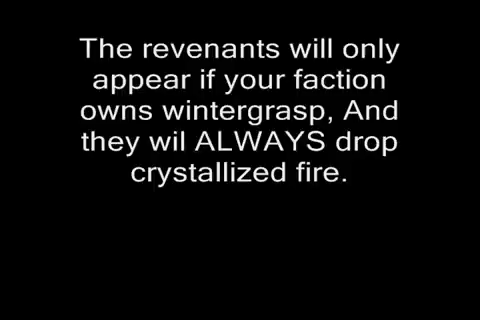 The revenants will only
appear if your faction
owns wintergrasp, And
they wil ALWAYS drop
crystallized fire.